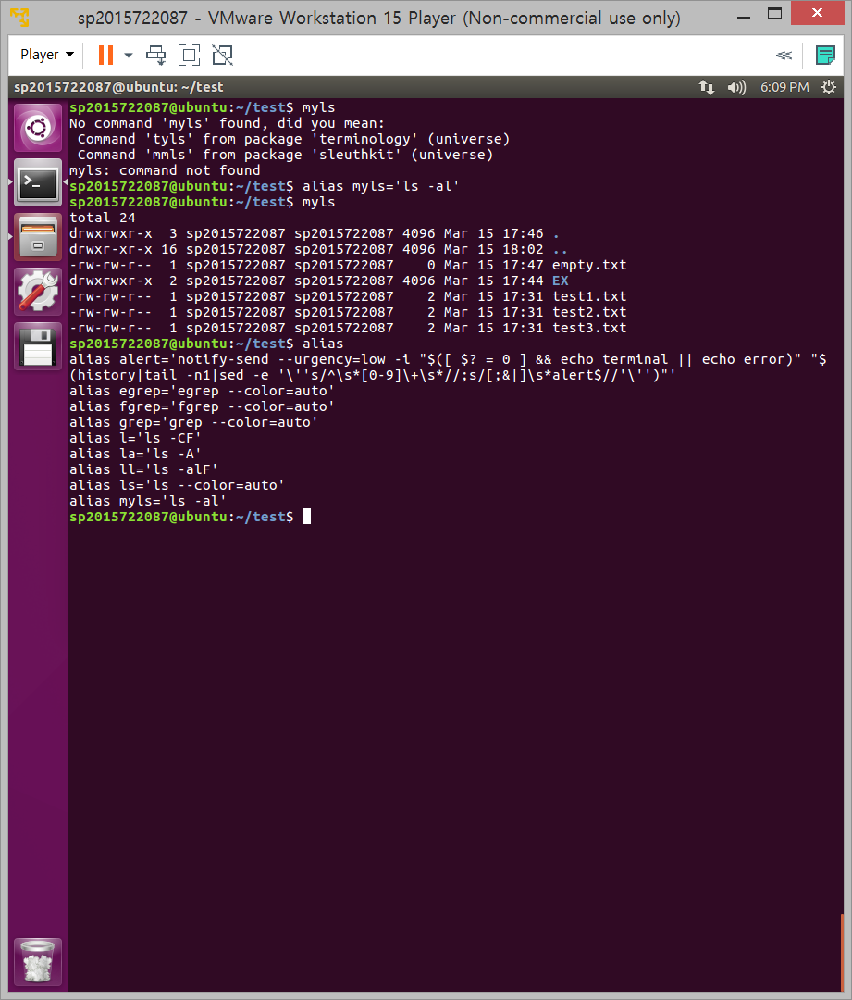 sp2015722087 - VMware Workstation 15 Player (Non-commercial use only)
Player
sp2015722087@ubuntu: ~/test
6:09 PM
sp2015722087@ubuntu:~/test$ myls
No command 'myls' found, did you mean:
 Command 'tyls' from package 'terminology' (universe)
 Command 'mmls' from package 'sleuthkit' (universe)
myls: command not found
sp2015722087@ubuntu:~/test$ alias myls='ls -al'
sp2015722087@ubuntu:~/test$ myls
total 24
drwxrwxr-x  3 sp2015722087 sp2015722087 4096 Mar 15 17:46 .
drwxr-xr-x 16 sp2015722087 sp2015722087 4096 Mar 15 18:02 ..
-rw-rw-r--  1 sp2015722087 sp2015722087    0 Mar 15 17:47 empty.txt
drwxrwxr-x  2 sp2015722087 sp2015722087 4096 Mar 15 17:44 EX
-rw-rw-r--  1 sp2015722087 sp2015722087    2 Mar 15 17:31 test1.txt
-rw-rw-r--  1 sp2015722087 sp2015722087    2 Mar 15 17:31 test2.txt
-rw-rw-r--  1 sp2015722087 sp2015722087    2 Mar 15 17:31 test3.txt
sp2015722087@ubuntu:~/test$ alias
alias alert='notify-send --urgency=low -i "$([ $? = 0 ] && echo terminal || echo error)" "$
(history|tail -n1|sed -e '\''s/^\s*[0-9]\+\s*//;s/[;&|]\s*alert$//'\'')"'
alias egrep='egrep --color=auto'
alias fgrep='fgrep --color=auto'
alias grep='grep --color=auto'
alias l='ls -CF'
alias la='ls -A'
alias ll='ls -alF'
alias ls='ls --color=auto'
alias myls='ls -al'
sp2015722087@ubuntu:~/test$